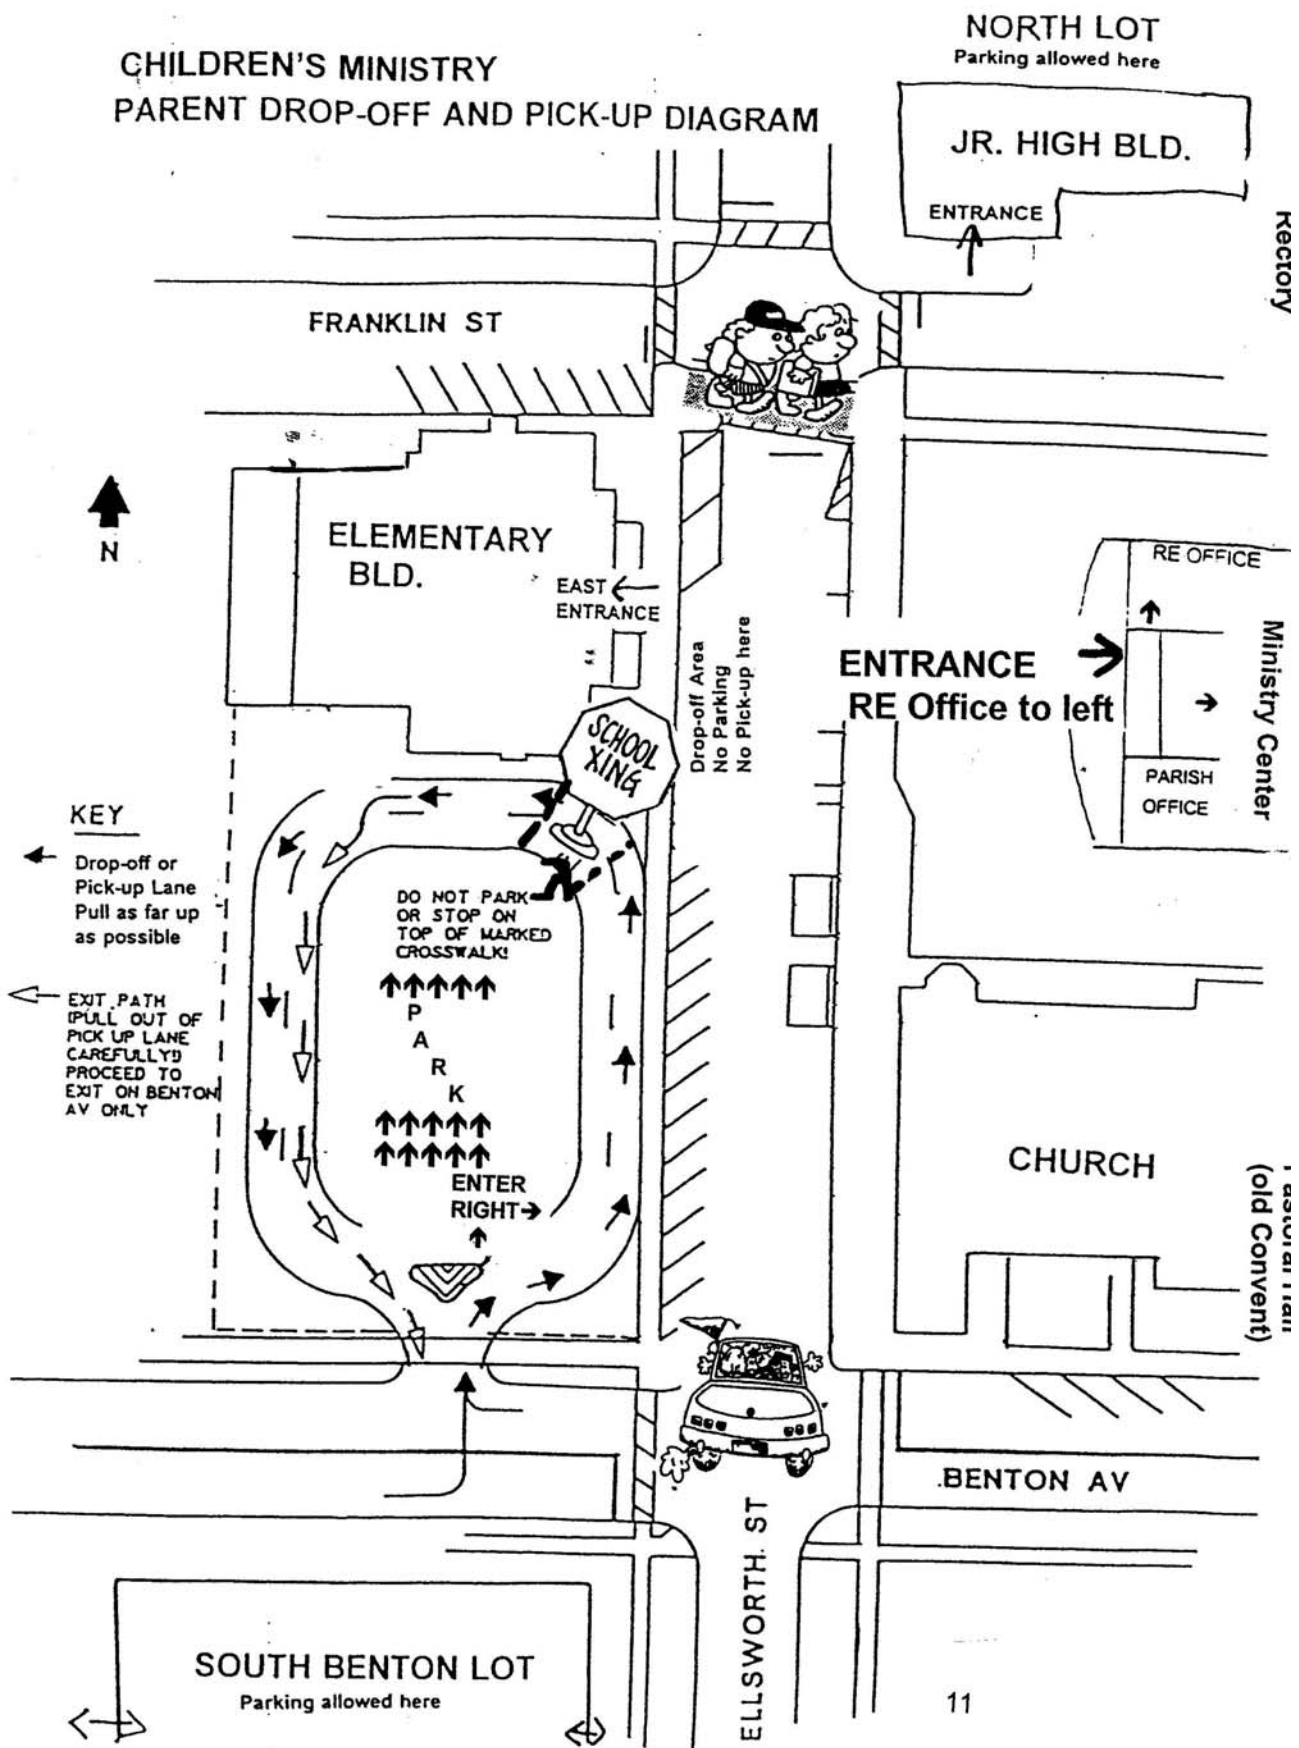 CHILDREN'S MINISTRY
PARENT DROP-OFF AND PICK-UP DIAGRAM
NORTH LOT
Parking allowed here
JR. HIGH BLD.
ENTRANCE
Rectory
FRANKLIN ST
N
ELEMENTARY
BLD.
EAST
ENTRANCE
RE OFFICE
ENTRANCE
RE Office to left
Ministry Center
PARISH
OFFICE
Drop-off Area
No Parking
No Pick-up here
SCHOOL
XING
KEY
Drop-off or
Pick-up Lane
Pull as far up
as possible
DO NOT PARK
OR STOP ON
TOP OF MARKED
CROSSWALK!
EXIT PATH
(PULL OUT OF
PICK UP LANE
CAREFULLY!)
PROCEED TO
EXIT ON BENTON
AV ONLY
P
A
R
K
ENTER
RIGHT
CHURCH
Pastoral Hall
(old Convent)
BENTON AV
ELLSWORTH. ST
SOUTH BENTON LOT
Parking allowed here
11